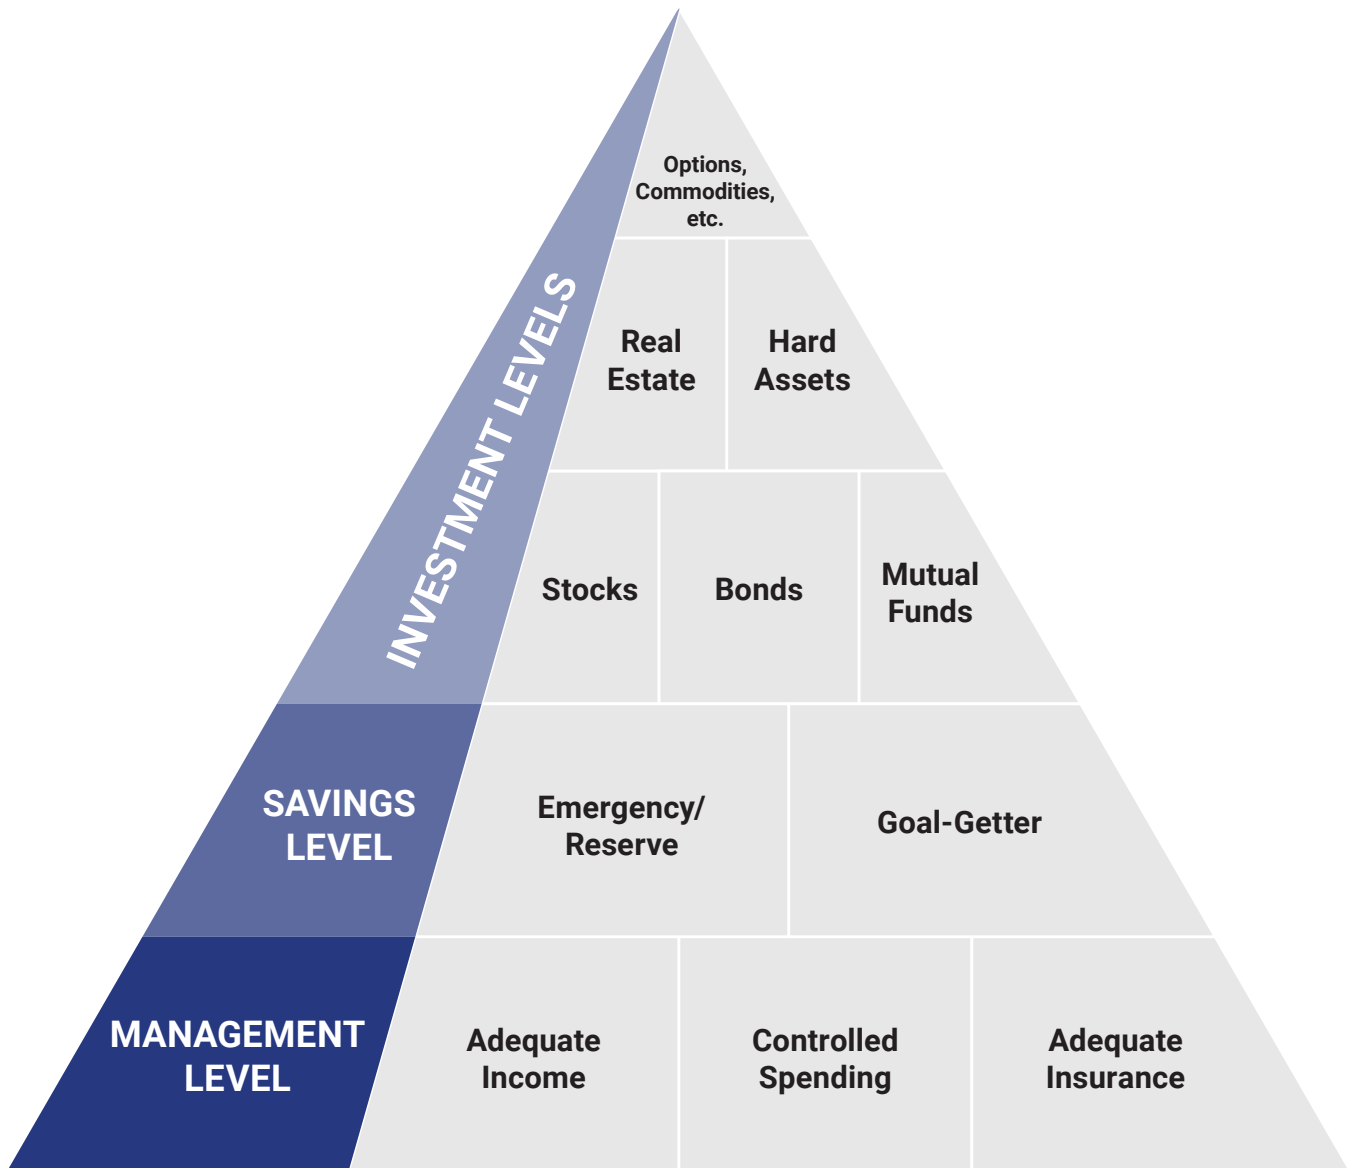 Options,
Commodities,
etc.
INVESTMENT LEVELS
Real
Estate
Hard
Assets
Stocks
Bonds
Mutual
Funds
SAVINGS
LEVEL
Emergency/
Reserve
Goal-Getter
MANAGEMENT
LEVEL
Adequate
Income
Controlled
Spending
Adequate
Insurance